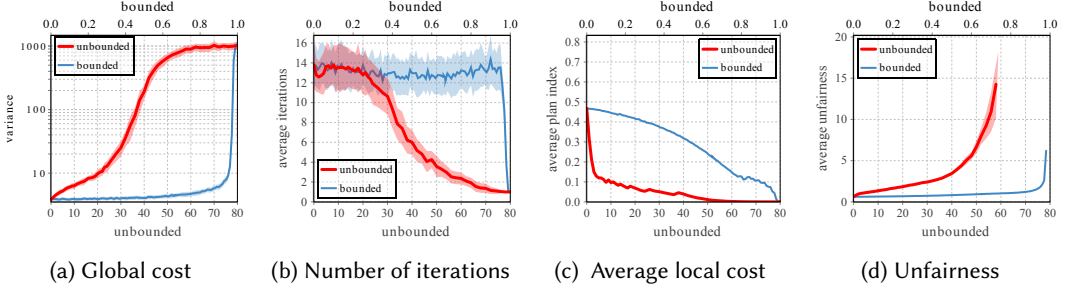 bounded
0.0 0.2 0.4 0.6 0.8 1.0
1000
100
10
variance
unbounded
bounded
0 10 20 30 40 50 60 70 80
unbounded
(a) Global cost
bounded
0.0 0.2 0.4 0.6 0.8 1.0
16
14
12
10
8
6
4
2
0
average iterations
unbounded
bounded
0 10 20 30 40 50 60 70 80
unbounded
(b) Number of iterations
bounded
0.0 0.2 0.4 0.6 0.8 1.0
0.8
0.7
0.6
0.5
0.4
0.3
0.2
0.1
0.0
average plan index
unbounded
bounded
0 10 20 30 40 50 60 70 80
unbounded
(c) Average local cost
bounded
0.0 0.2 0.4 0.6 0.8 1.0
20
15
10
5
0
average unfairness
unbounded
bounded
0 10 20 30 40 50 60 70 80
unbounded
(d) Unfairness